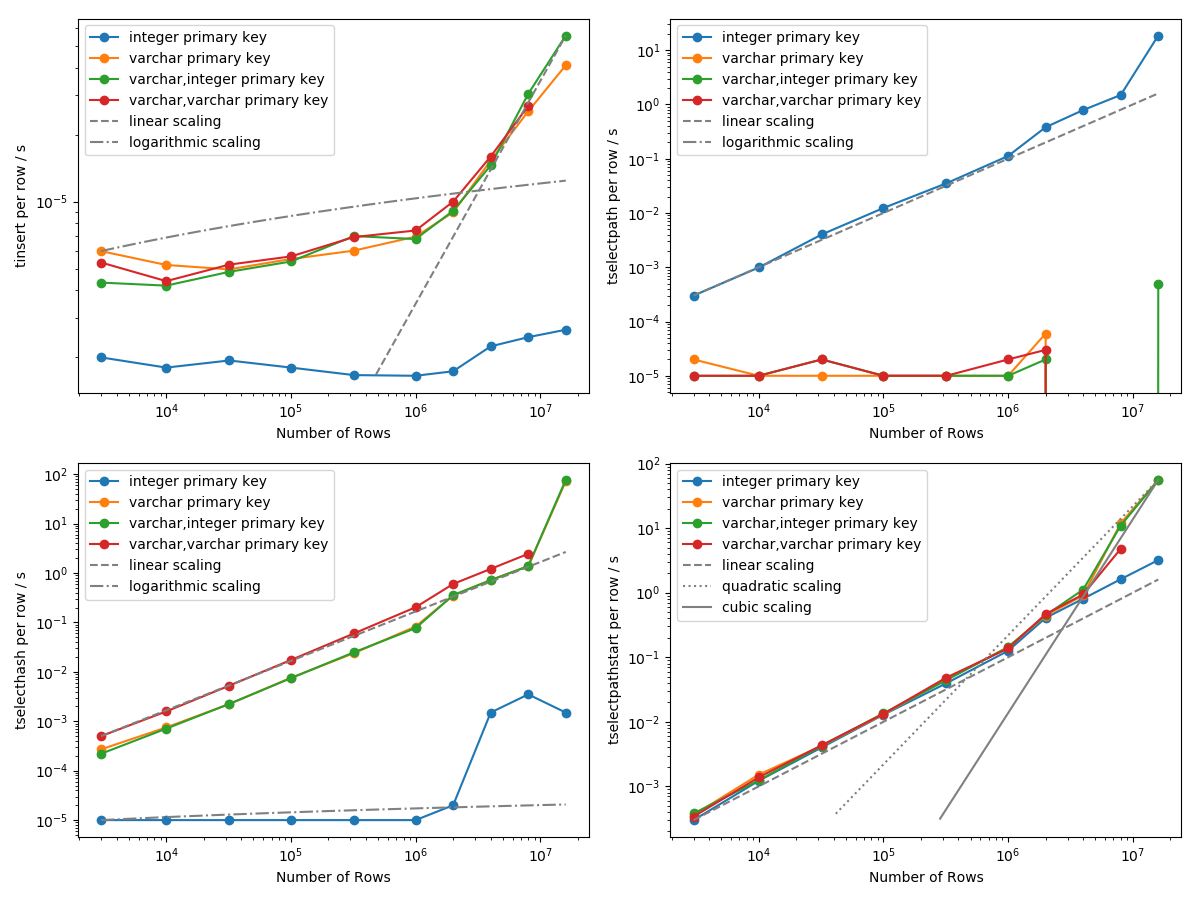 integer primary key
varchar primary key
varchar,integer primary key
varchar,varchar primary key
linear scaling
logarithmic scaling
tinsert per row / s
10⁻⁵
10⁴ 10⁵ 10⁶ 10⁷
Number of Rows
integer primary key
varchar primary key
varchar,integer primary key
varchar,varchar primary key
linear scaling
logarithmic scaling
tselectpath per row / s
10¹
10⁰
10⁻¹
10⁻²
10⁻³
10⁻⁴
10⁻⁵
10⁴ 10⁵ 10⁶ 10⁷
Number of Rows
integer primary key
varchar primary key
varchar,integer primary key
varchar,varchar primary key
linear scaling
logarithmic scaling
tselecthash per row / s
10²
10¹
10⁰
10⁻¹
10⁻²
10⁻³
10⁻⁴
10⁻⁵
10⁴ 10⁵ 10⁶ 10⁷
Number of Rows
integer primary key
varchar primary key
varchar,integer primary key
varchar,varchar primary key
linear scaling
quadratic scaling
cubic scaling
tselectpathstart per row / s
10²
10¹
10⁰
10⁻¹
10⁻²
10⁻³
10⁴ 10⁵ 10⁶ 10⁷
Number of Rows